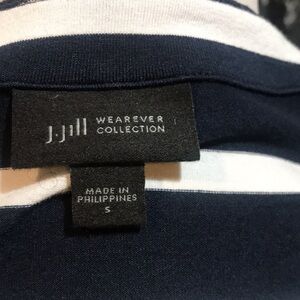 J.Jill WEAREVER
COLLECTION
MADE IN
PHILIPPINES
S